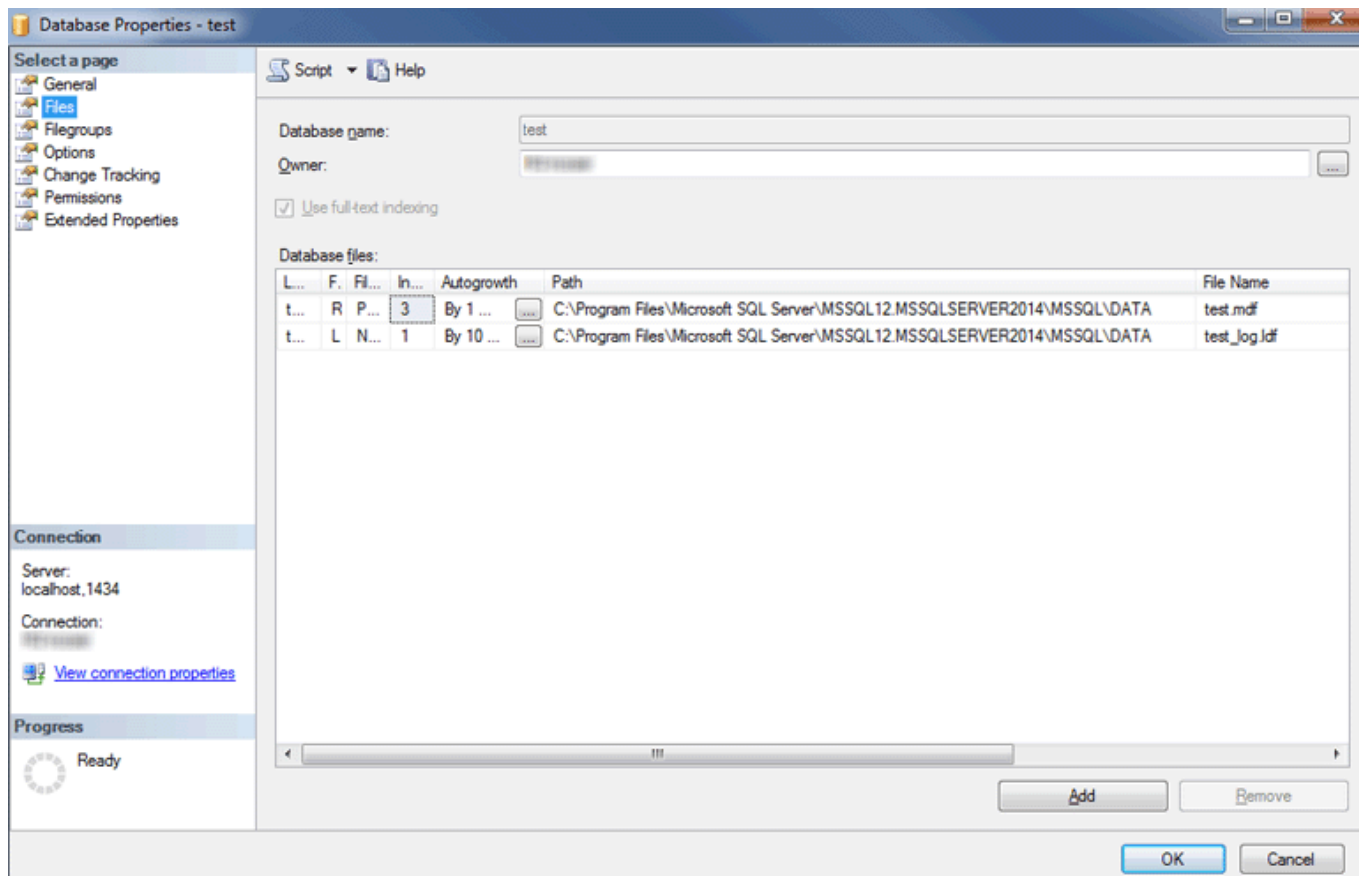 Database Properties - test
Select a page
General
Files
Filegroups
Options
Change Tracking
Permissions
Extended Properties
Script
Help
Database name:
test
Owner:
...
Use full-text indexing
Database files:
L... F. Fil... In... Autogrowth Path File Name
t... R P... 3 By 1 ... ... C:\Program Files\Microsoft SQL Server\MSSQL12.MSSQLSERVER2014\MSSQL\DATA test.mdf
t... L N... 1 By 10 ... ... C:\Program Files\Microsoft SQL Server\MSSQL12.MSSQLSERVER2014\MSSQL\DATA test_log.ldf
Connection
Server:
localhost,1434
Connection:
View connection properties
Progress
Ready
Add Remove
OK Cancel